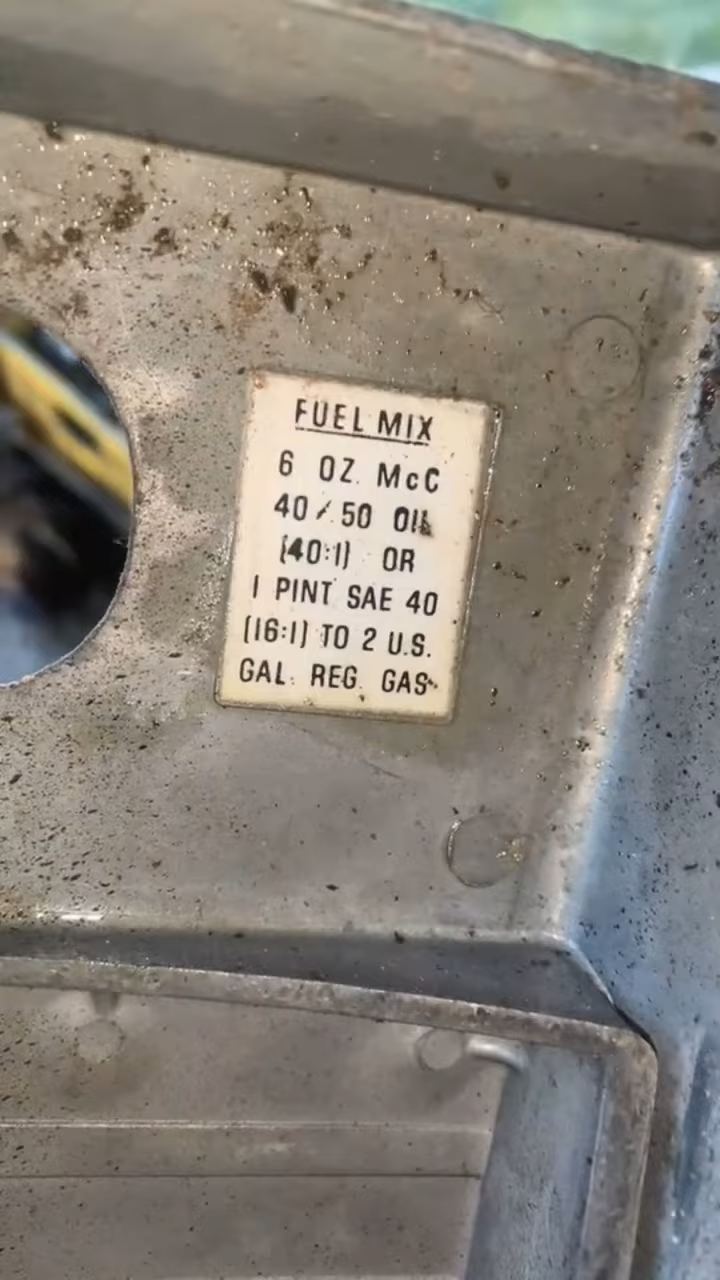 FUEL MIX
6 OZ. McC
40/50 OIL
(40:1) OR
1 PINT SAE 40
(16:1) TO 2 U.S.
GAL. REG. GAS.